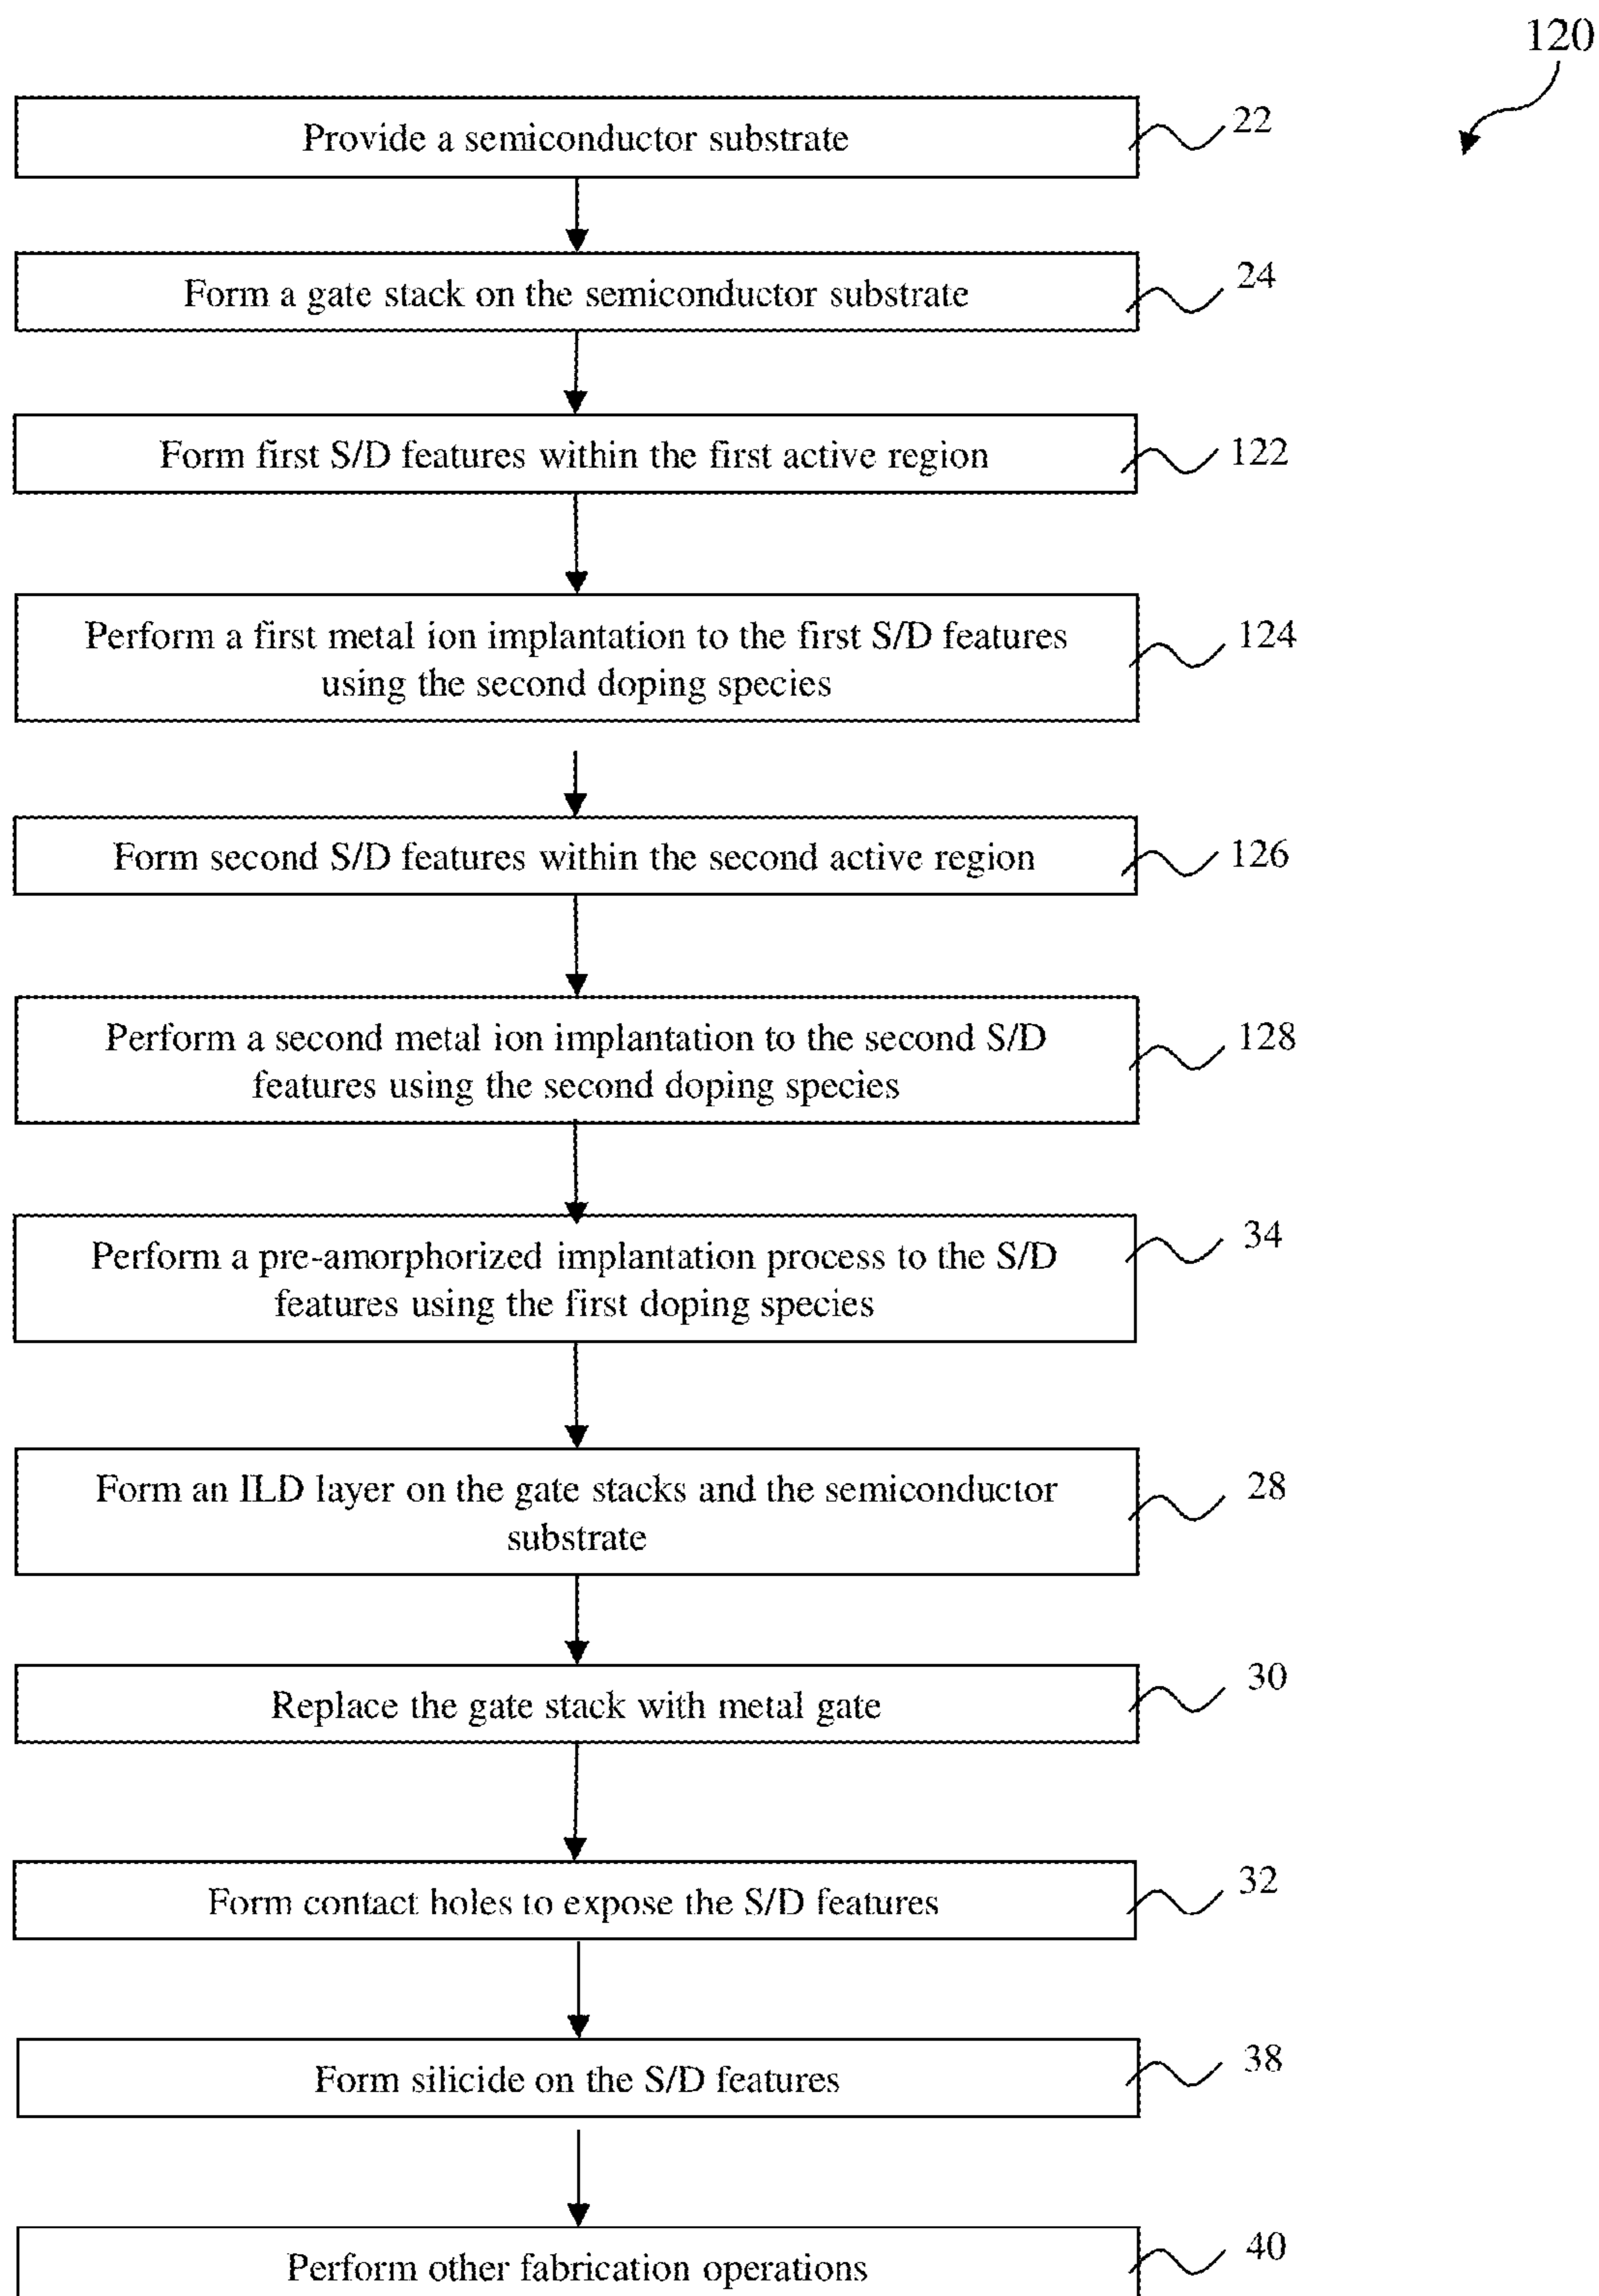 120
Provide a semiconductor substrate
22
Form a gate stack on the semiconductor substrate
24
Form first S/D features within the first active region
122
Perform a first metal ion implantation to the first S/D features
using the second doping species
124
Form second S/D features within the second active region
126
Perform a second metal ion implantation to the second S/D
features using the second doping species
128
Perform a pre-amorphorized implantation process to the S/D
features using the first doping species
34
Form an ILD layer on the gate stacks and the semiconductor
substrate
28
Replace the gate stack with metal gate
30
Form contact holes to expose the S/D features
32
Form silicide on the S/D features
38
Perform other fabrication operations
40